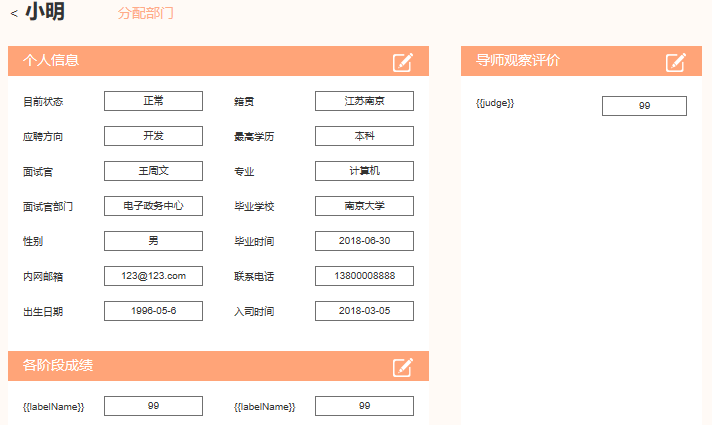 < 小明 分配部门
个人信息
目前状态 正常 籍贯 江苏南京
应聘方向 开发 最高学历 本科
面试官 王周文 专业 计算机
面试官部门 电子政务中心 毕业学校 南京大学
性别 男 毕业时间 2018-06-30
内网邮箱 123@123.com 联系电话 13800008888
出生日期 1996-05-6 入司时间 2018-03-05
各阶段成绩
{{labelName}} 99 {{labelName}} 99
导师观察评价
{{judge}} 99